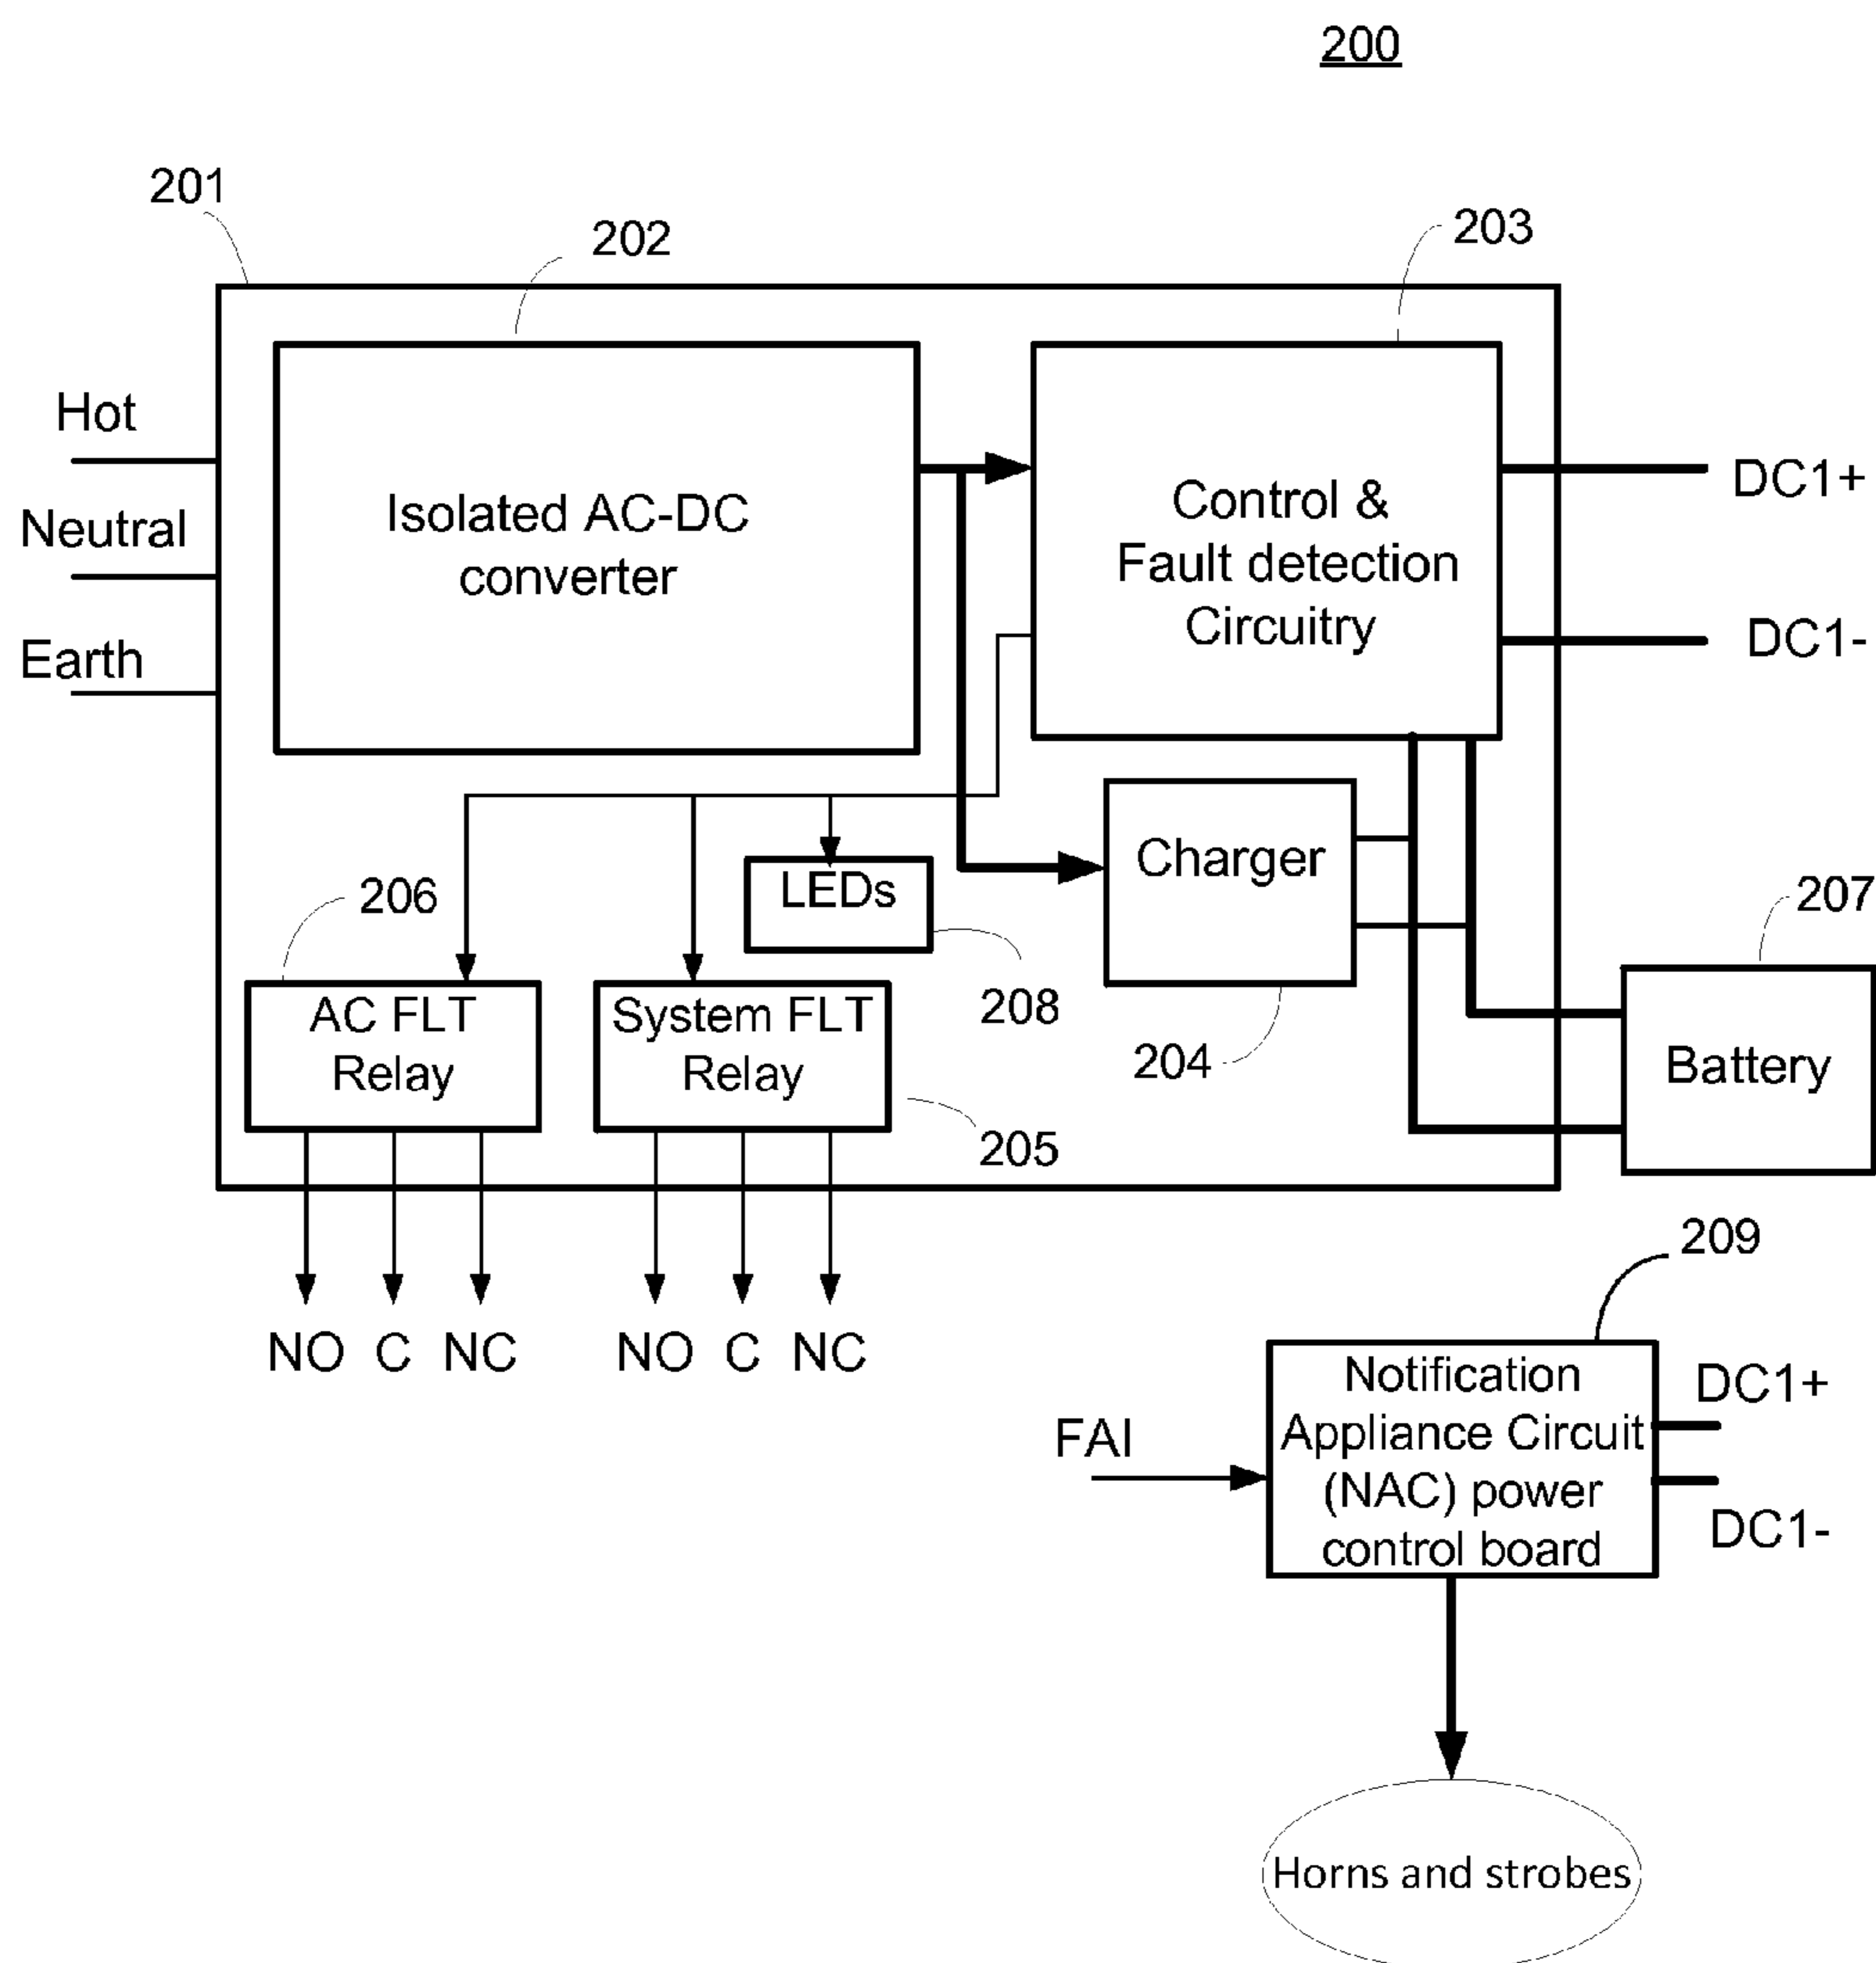 200
201
202
203
Hot
Neutral
Earth
Isolated AC-DC
converter
Control &
Fault detection
Circuitry
DC1+
DC1-
Charger
LEDs
206
207
208
204
205
AC FLT
Relay
System FLT
Relay
Battery
NO C NC
NO C NC
209
FAI
Notification
Appliance Circuit
(NAC) power
control board
DC1+
DC1-
Horns and strobes